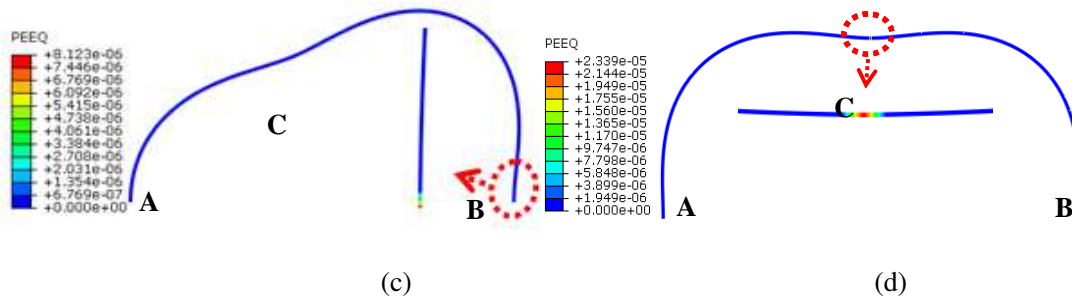 PEEQ
+8.123e-06
+7.446e-06
+6.769e-06
+6.092e-06
+5.415e-06
+4.738e-06
+4.061e-06
+3.384e-06
+2.708e-06
+2.031e-06
+1.354e-06
+6.769e-07
+0.000e+00
C
A
B
(c)
PEEQ
+2.339e-05
+2.144e-05
+1.949e-05
+1.755e-05
+1.560e-05
+1.365e-05
+1.170e-05
+9.747e-06
+7.798e-06
+5.848e-06
+3.899e-06
+1.949e-06
+0.000e+00
C
A
B
(d)